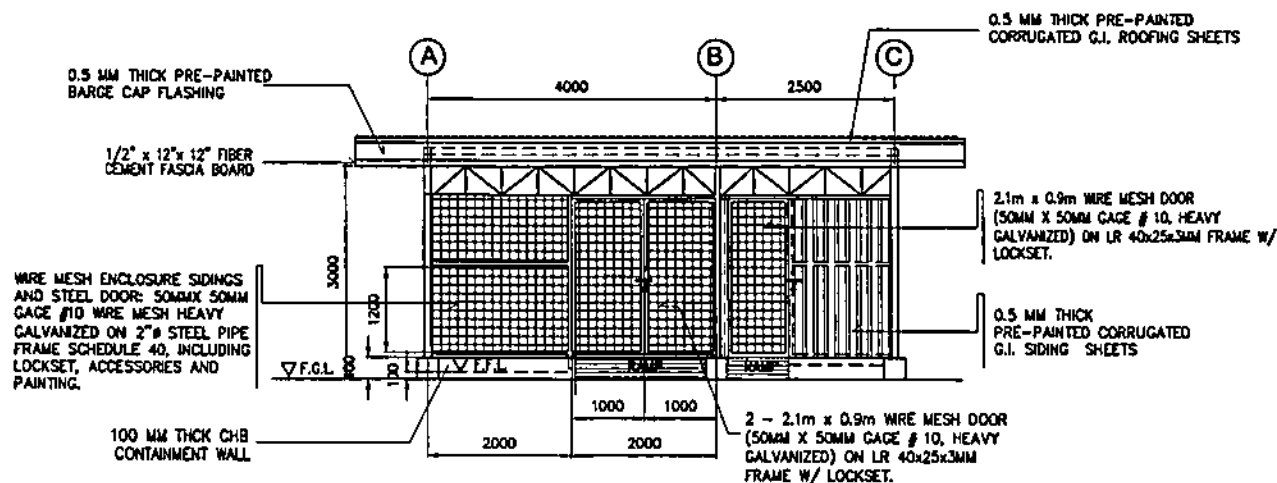 0.5 MM THICK PRE-PAINTED
CORRUGATED G.I. ROOFING SHEETS
A
B
C
0.5 MM THICK PRE-PAINTED
BARGE CAP FLASHING
4000
2500
1/2" x 12"x 12" FIBER
CEMENT FASCIA BOARD
2.1m x 0.9m WIRE MESH DOOR
(50MM X 50MM GAGE # 10, HEAVY
GALVANIZED) ON LR 40x25x3MM FRAME W/
LOCKSET.
3000
1200
WIRE MESH ENCLOSURE SIDINGS
AND STEEL DOOR: 50MMX 50MM
GAGE #10 WIRE MESH HEAVY
GALVANIZED ON 2"ø STEEL PIPE
FRAME SCHEDULE 40, INCLUDING
LOCKSET, ACCESSORIES AND
PAINTING.
0.5 MM THICK
PRE-PAINTED CORRUGATED
G.I. SIDING SHEETS
F.G.L.
100
F.F.L.
RAMP
RAMP
1000
1000
100 MM THCK CHB
CONTAINMENT WALL
2000
2000
2 - 2.1m x 0.9m WIRE MESH DOOR
(50MM X 50MM GAGE # 10, HEAVY
GALVANIZED) ON LR 40x25x3MM
FRAME W/ LOCKSET.